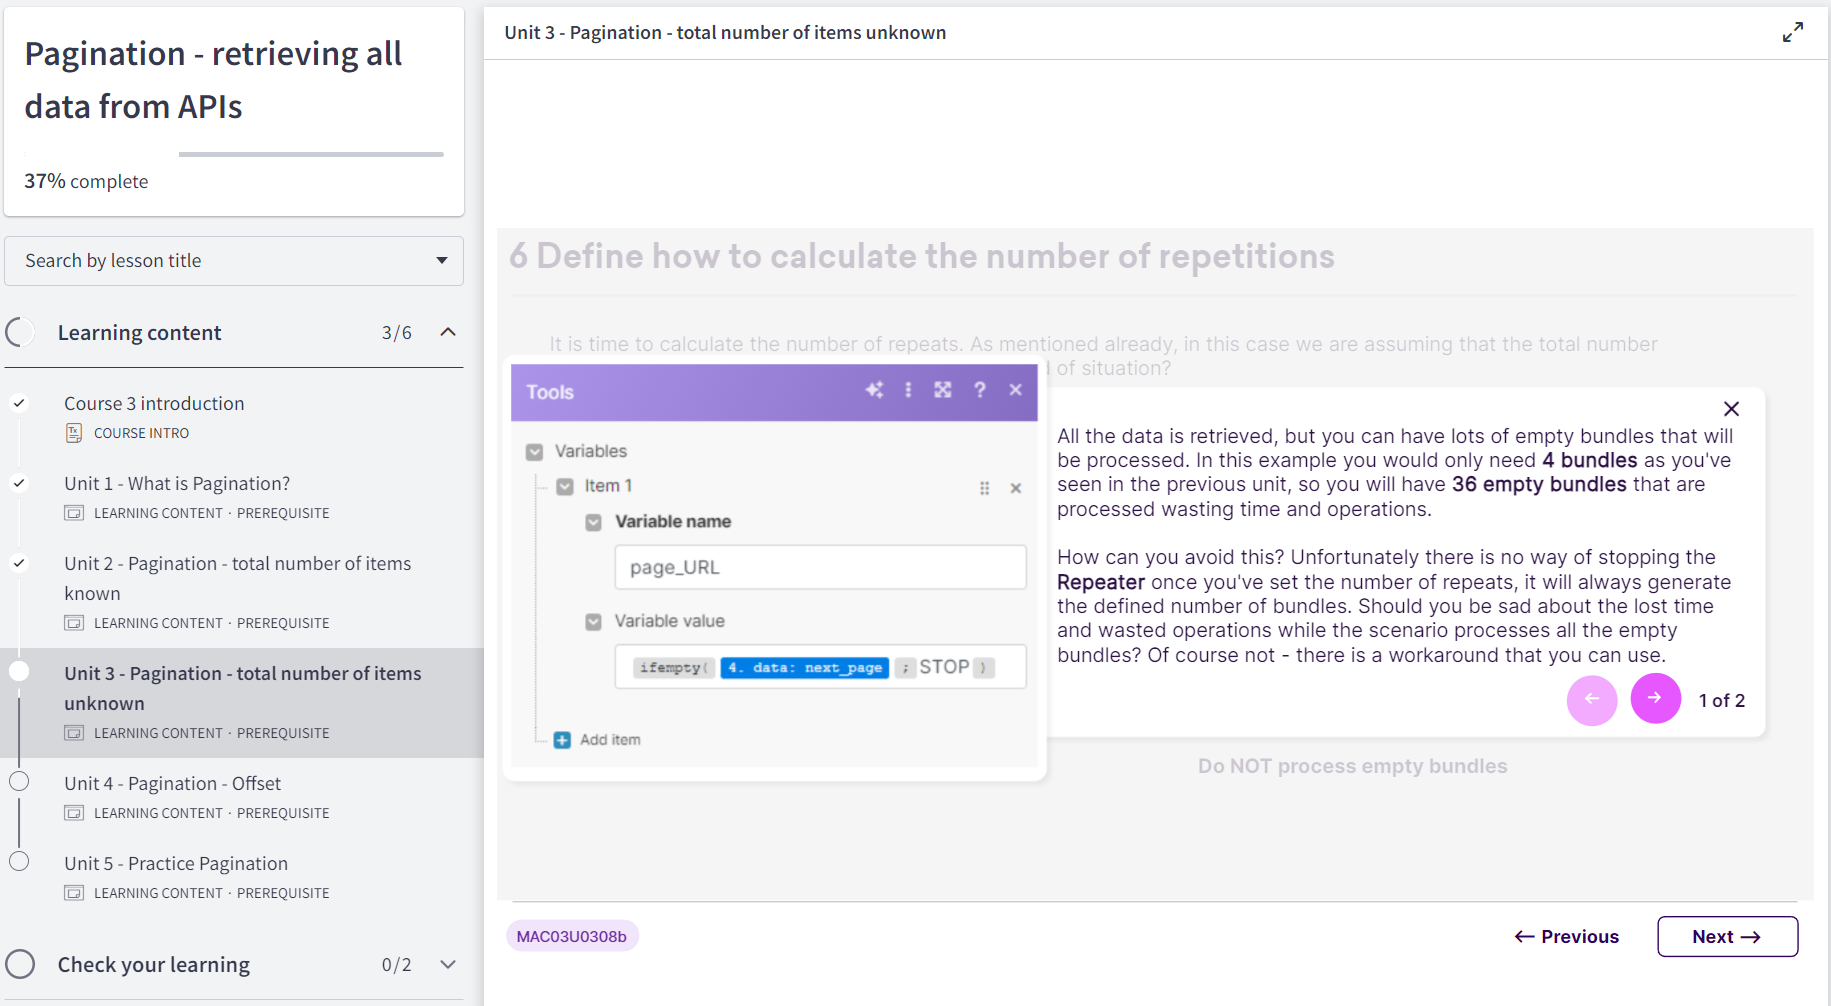 Pagination - retrieving all
data from APIs
37% complete
Search by lesson title
Learning content 3/6
Course 3 introduction
COURSE INTRO
Unit 1 - What is Pagination?
LEARNING CONTENT · PREREQUISITE
Unit 2 - Pagination - total number of items
known
LEARNING CONTENT · PREREQUISITE
Unit 3 - Pagination - total number of items
unknown
LEARNING CONTENT · PREREQUISITE
Unit 4 - Pagination - Offset
LEARNING CONTENT · PREREQUISITE
Unit 5 - Practice Pagination
LEARNING CONTENT · PREREQUISITE
Check your learning 0/2
Unit 3 - Pagination - total number of items unknown
6 Define how to calculate the number of repetitions
It is time to calculate the number of repeats. As mentioned already, in this case we are assuming that the total number
of situation?
Tools
Variables
Item 1
Variable name
page_URL
Variable value
ifempty( 4. data: next_page ; STOP )
Add item
All the data is retrieved, but you can have lots of empty bundles that will
be processed. In this example you would only need 4 bundles as you've
seen in the previous unit, so you will have 36 empty bundles that are
processed wasting time and operations.
How can you avoid this? Unfortunately there is no way of stopping the
Repeater once you've set the number of repeats, it will always generate
the defined number of bundles. Should you be sad about the lost time
and wasted operations while the scenario processes all the empty
bundles? Of course not - there is a workaround that you can use.
1 of 2
Do NOT process empty bundles
MAC03U0308b
← Previous
Next →